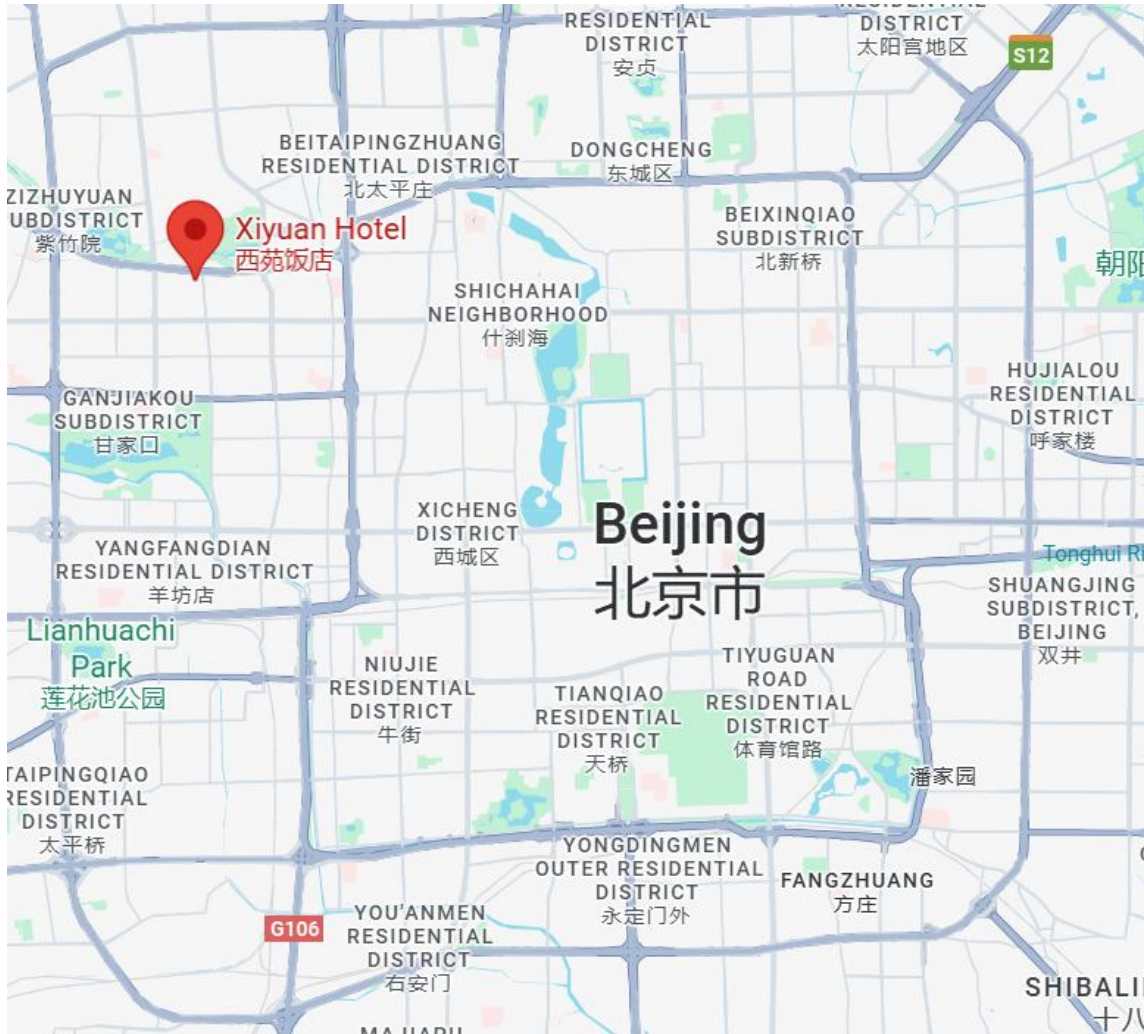 RESIDENTIAL
DISTRICT
安贞
RESIDENTIAL
DISTRICT
太阳宫地区
S12
BEITAIPINGZHUANG
RESIDENTIAL DISTRICT
北太平庄
DONGCHENG
东城区
ZIZHUYUAN
UBDISTRICT
紫竹院
Xiyuan Hotel
西苑饭店
BEIXINQIAO
SUBDISTRICT
北新桥
朝阳
SHICHAHAI
NEIGHBORHOOD
什刹海
HUJIALOU
RESIDENTIAL
DISTRICT
呼家楼
GANJIAKOU
SUBDISTRICT
甘家口
XICHENG
DISTRICT
西城区
Beijing
北京市
YANGFANGDIAN
RESIDENTIAL DISTRICT
羊坊店
Tonghui Ri
SHUANGJING
SUBDISTRICT,
BEIJING
双井
Lianhuachi
Park
莲花池公园
NIUJIE
RESIDENTIAL
DISTRICT
牛街
TIANQIAO
RESIDENTIAL
DISTRICT
天桥
TIYUGUAN
ROAD
RESIDENTIAL
DISTRICT
体育馆路
潘家园
TAIPINGQIAO
RESIDENTIAL
DISTRICT
太平桥
YONGDINGMEN
OUTER RESIDENTIAL
DISTRICT
永定门外
FANGZHUANG
方庄
G106
YOU'ANMEN
RESIDENTIAL
DISTRICT
右安门
SHIBALI
十八